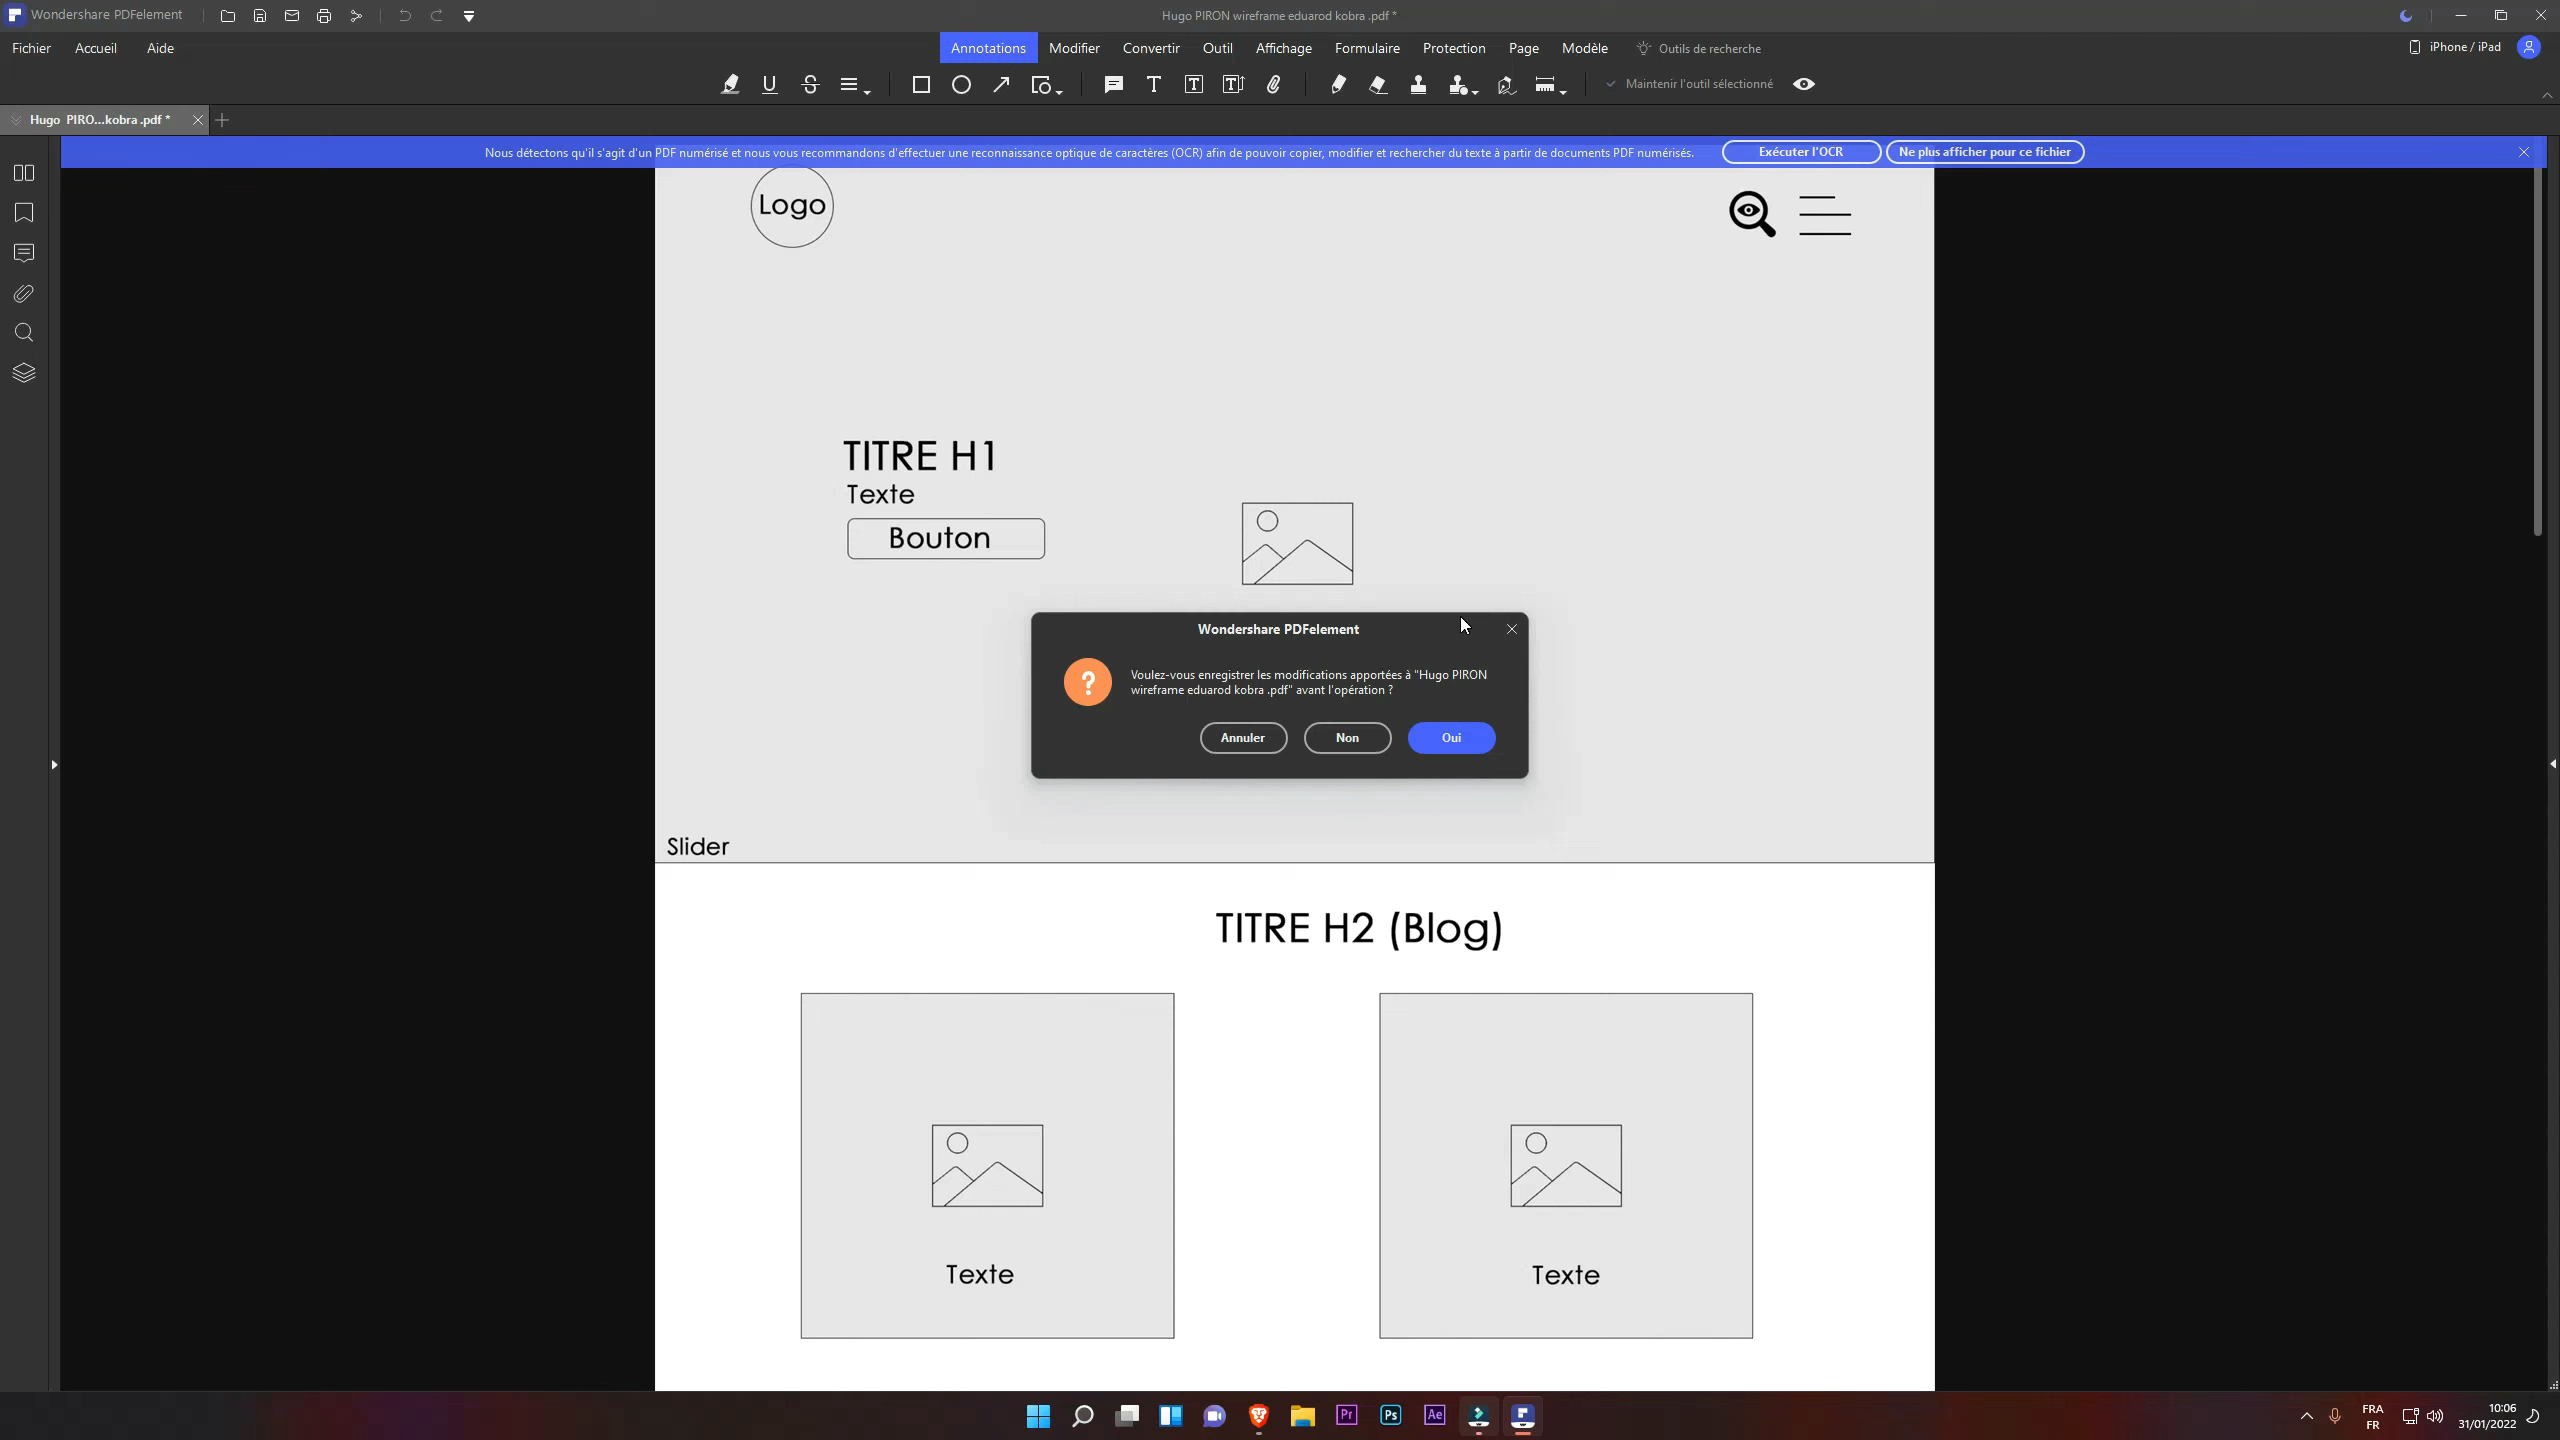 Wondershare PDFelement
Hugo PIRON wireframe eduarod kobra .pdf *
Fichier
Accueil
Aide
Annotations
Modifier
Convertir
Outil
Affichage
Formulaire
Protection
Page
Modèle
Outils de recherche
iPhone / iPad
Maintenir l'outil sélectionné
Hugo PIRO...kobra .pdf *
Nous détectons qu'il s'agit d'un PDF numérisé et nous vous recommandons d'effectuer une reconnaissance optique de caractères (OCR) afin de pouvoir copier, modifier et rechercher du texte à partir de documents PDF numérisés.
Exécuter l'OCR
Ne plus afficher pour ce fichier
Logo
TITRE H1
Texte
Bouton
Wondershare PDFelement
Voulez-vous enregistrer les modifications apportées à "Hugo PIRON
wireframe eduarod kobra .pdf" avant l'opération ?
Annuler
Non
Oui
Slider
TITRE H2 (Blog)
Texte
Texte
Pr
Ps
Ae
FRA
FR
10:06
31/01/2022